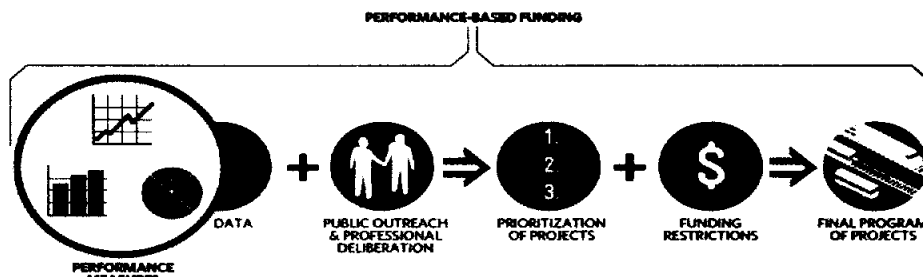 PERFORMANCE-BASED FUNDING
1.
2
3.
$
DATA
PUBLIC OUTREACH
& PROFESSIONAL
DELIBERATION
PRIORITIZATION
OF PROJECTS
FUNDING
RESTRICTIONS
FINAL PROGRAM
OF PROJECTS
PERFORMANCE